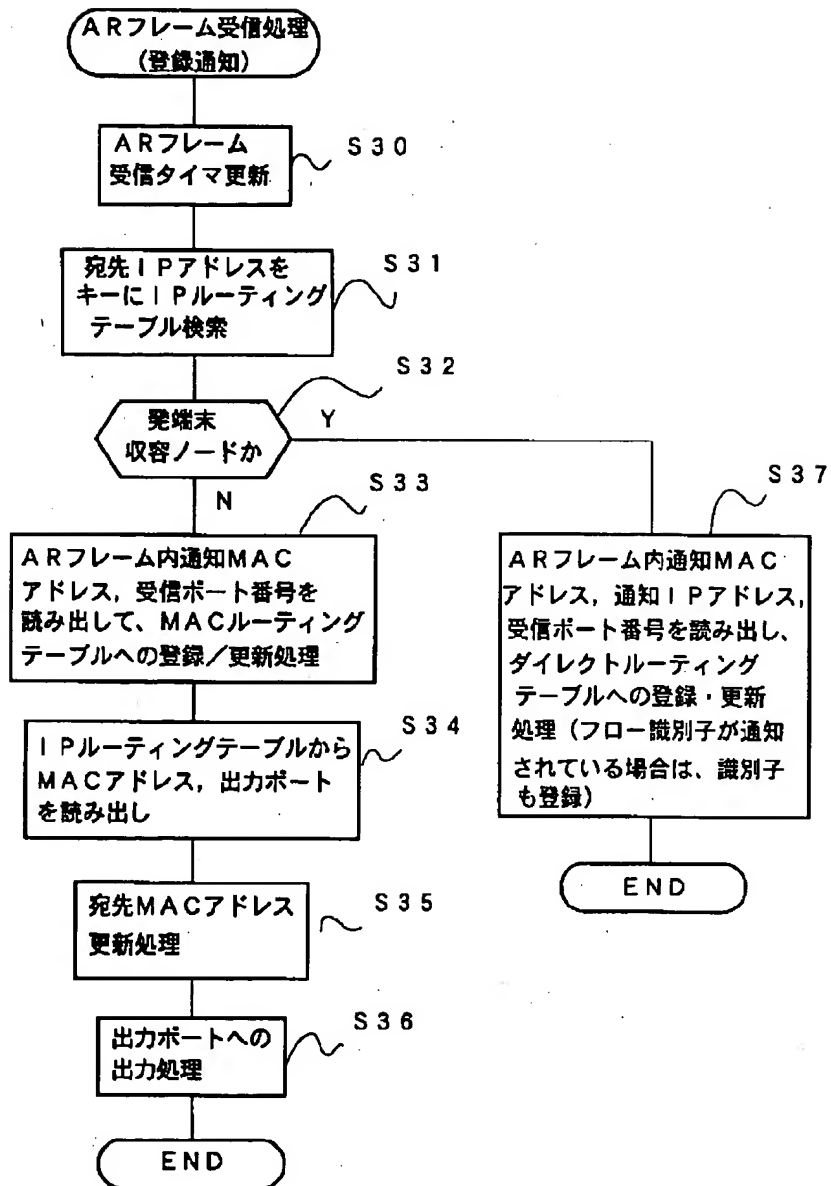 ARフレーム受信処理
(登録通知)
ARフレーム
受信タイマ更新
S30
宛先IPアドレスを
キーにIPルーティング
テーブル検索
S31
発端末
収容ノードか
S32
Y
N
S33
ARフレーム内通知MAC
アドレス,受信ポート番号を
読み出して、MACルーティング
テーブルへの登録/更新処理
S37
ARフレーム内通知MAC
アドレス,通知IPアドレス,
受信ポート番号を読み出し、
ダイレクトルーティング
テーブルへの登録・更新
処理(フロー識別子が通知
されている場合は、識別子
も登録)
END
IPルーティングテーブルから
MACアドレス,出力ポート
を読み出し
S34
宛先MACアドレス
更新処理
S35
出力ポートへの
出力処理
S36
END